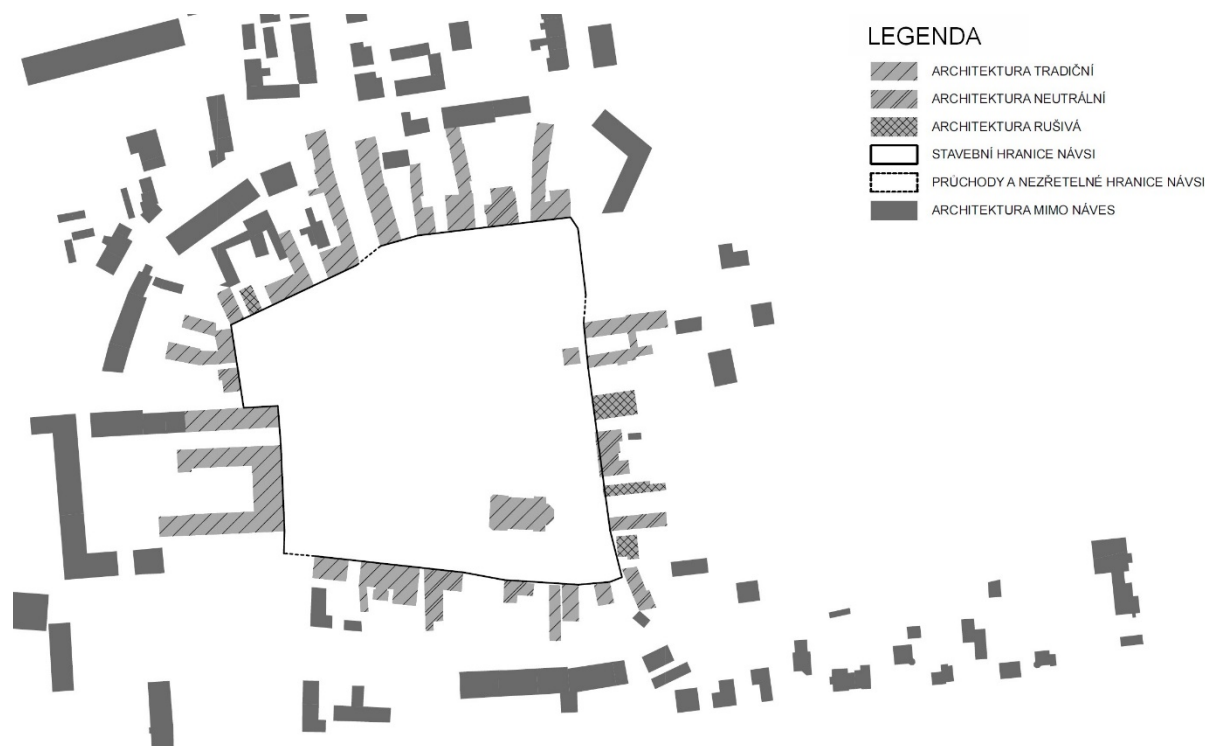 LEGENDA
ARCHITEKTURA TRADIČNÍ
ARCHITEKTURA NEUTRÁLNÍ
ARCHITEKTURA RUŠIVÁ
STAVEBNÍ HRANICE NÁVSI
PRŮCHODY A NEZŘETELNÉ HRANICE NÁVSI
ARCHITEKTURA MIMO NÁVES